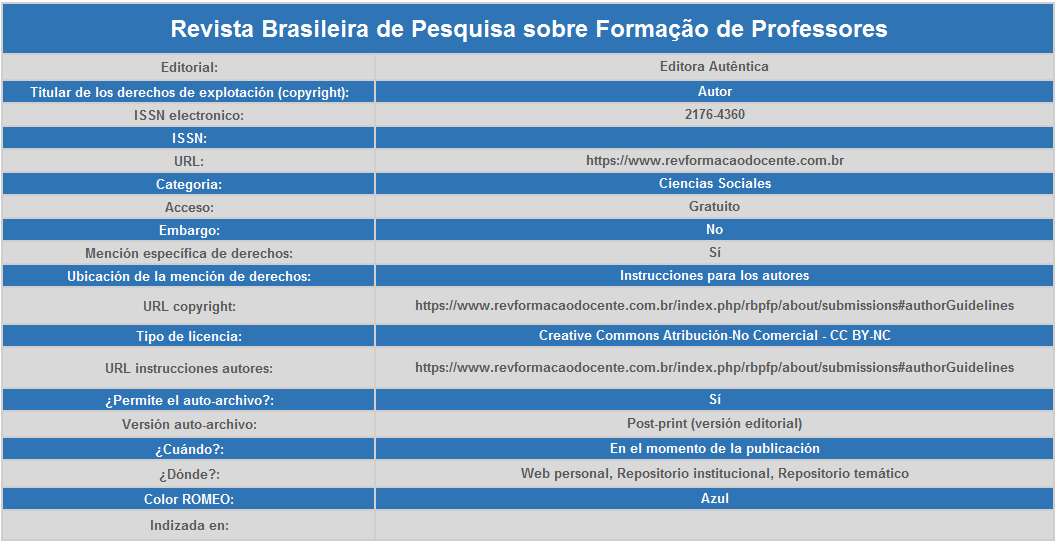 Revista Brasileira de Pesquisa sobre Formação de Professores
Editorial: Editora Autêntica
Titular de los derechos de explotación (copyright): Autor
ISSN electronico: 2176-4360
ISSN:
URL: https://www.revformacaodocente.com.br
Categoria: Ciencias Sociales
Acceso: Gratuito
Embargo: No
Mención específica de derechos: Sí
Ubicación de la mención de derechos: Instrucciones para los autores
URL copyright: https://www.revformacaodocente.com.br/index.php/rbpfp/about/submissions#authorGuidelines
Tipo de licencia: Creative Commons Atribución-No Comercial - CC BY-NC
URL instrucciones autores: https://www.revformacaodocente.com.br/index.php/rbpfp/about/submissions#authorGuidelines
¿Permite el auto-archivo?: Sí
Versión auto-archivo: Post-print (versión editorial)
¿Cuándo?: En el momento de la publicación
¿Dónde?: Web personal, Repositorio institucional, Repositorio temático
Color ROMEO: Azul
Indizada en: